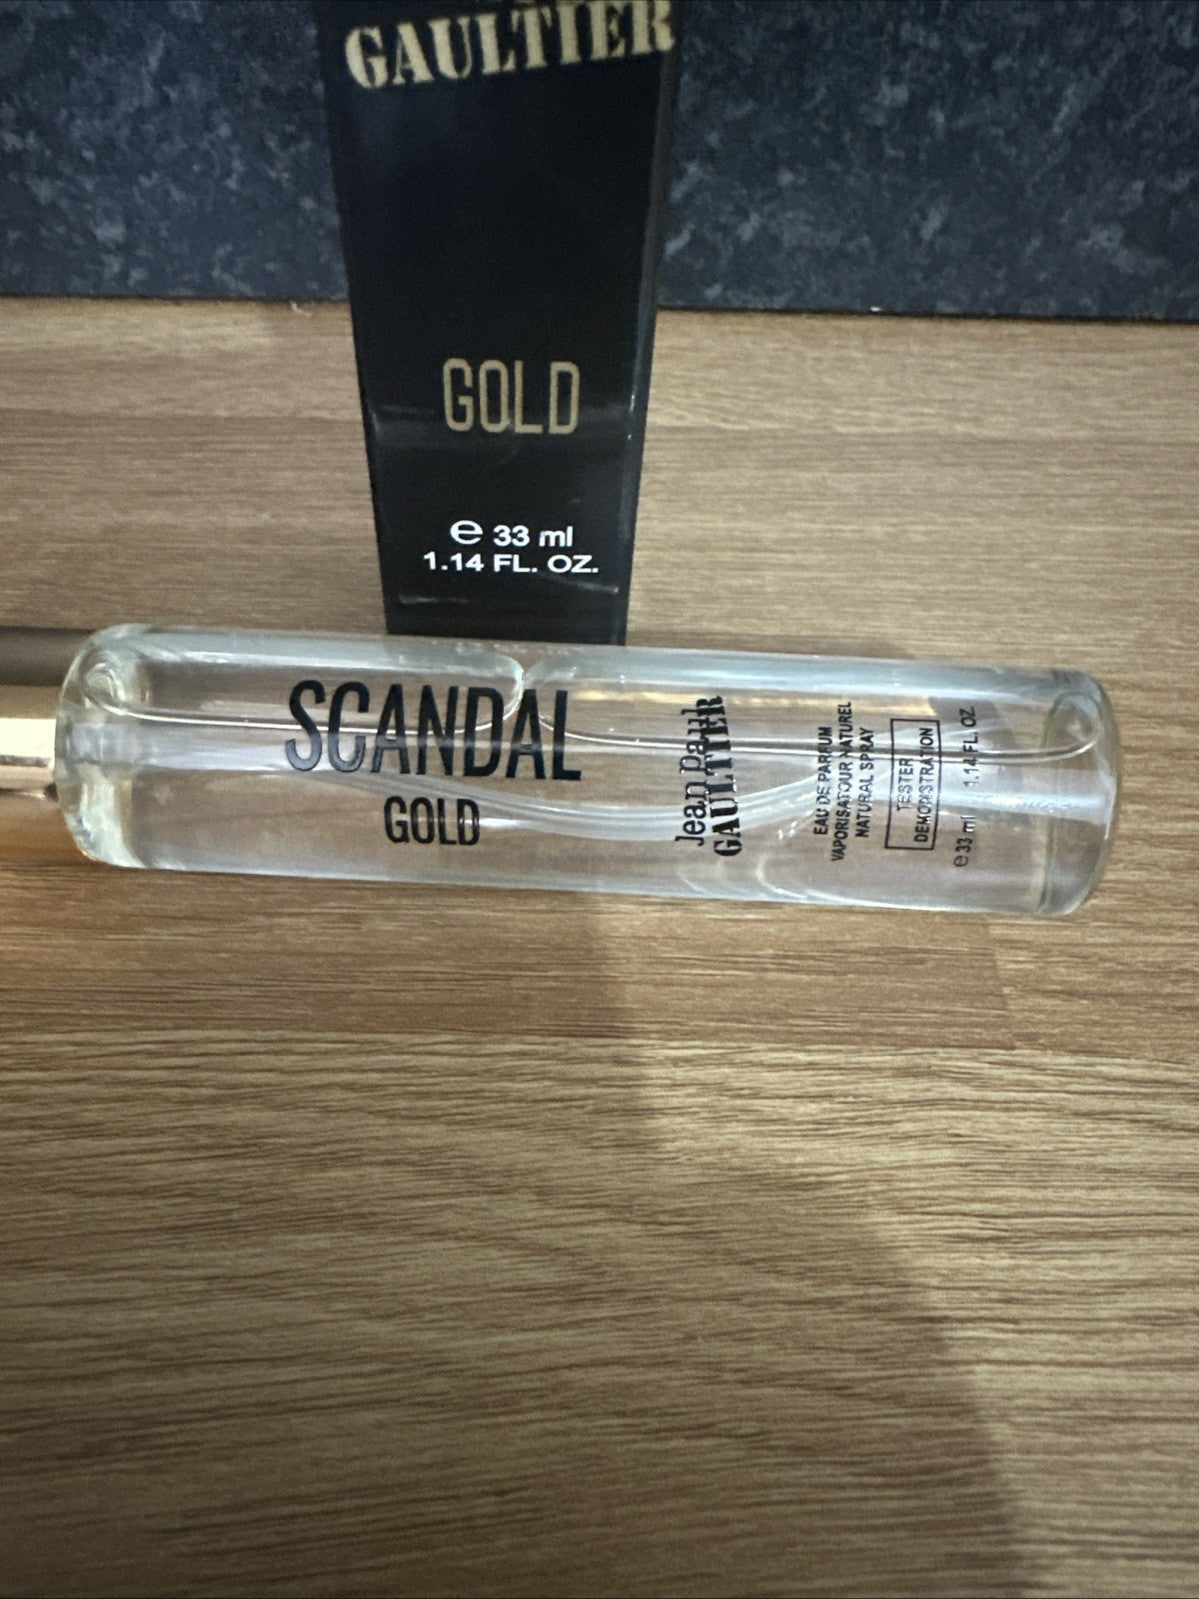 GAULTIER
GOLD
e 33 ml
1.14 FL. OZ.
SCANDAL
GOLD
Jean Paul
GAULTIER
EAU DE PARFUM
VAPORISATOUR NATUREL
NATURAL SPRAY
TESTER
DEMONSTRATION
e 33 ml 1.14 FL. OZ